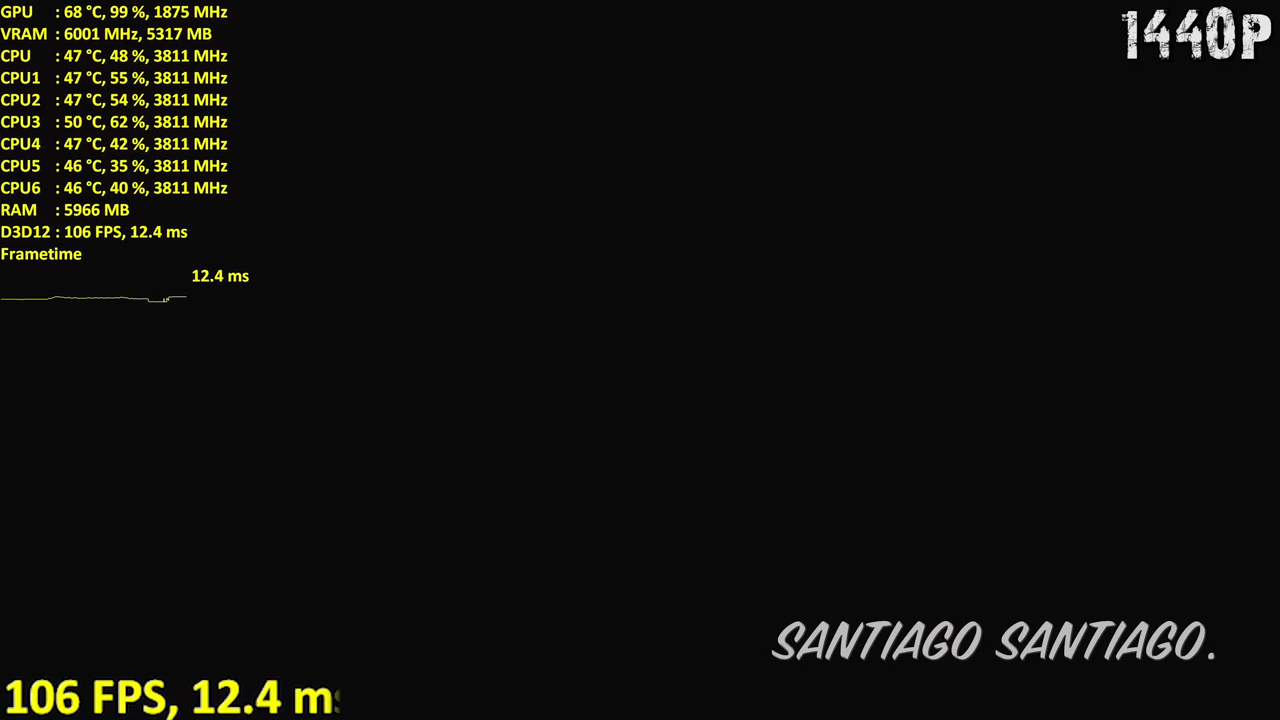 GPU : 68 °C, 99 %, 1875 MHz
VRAM : 6001 MHz, 5317 MB
CPU : 47 °C, 48 %, 3811 MHz
CPU1 : 47 °C, 55 %, 3811 MHz
CPU2 : 47 °C, 54 %, 3811 MHz
CPU3 : 50 °C, 62 %, 3811 MHz
CPU4 : 47 °C, 42 %, 3811 MHz
CPU5 : 46 °C, 35 %, 3811 MHz
CPU6 : 46 °C, 40 %, 3811 MHz
RAM : 5966 MB
D3D12 : 106 FPS, 12.4 ms
Frametime
12.4 ms
1440P
SANTIAGO SANTIAGO.
106 FPS, 12.4 ms